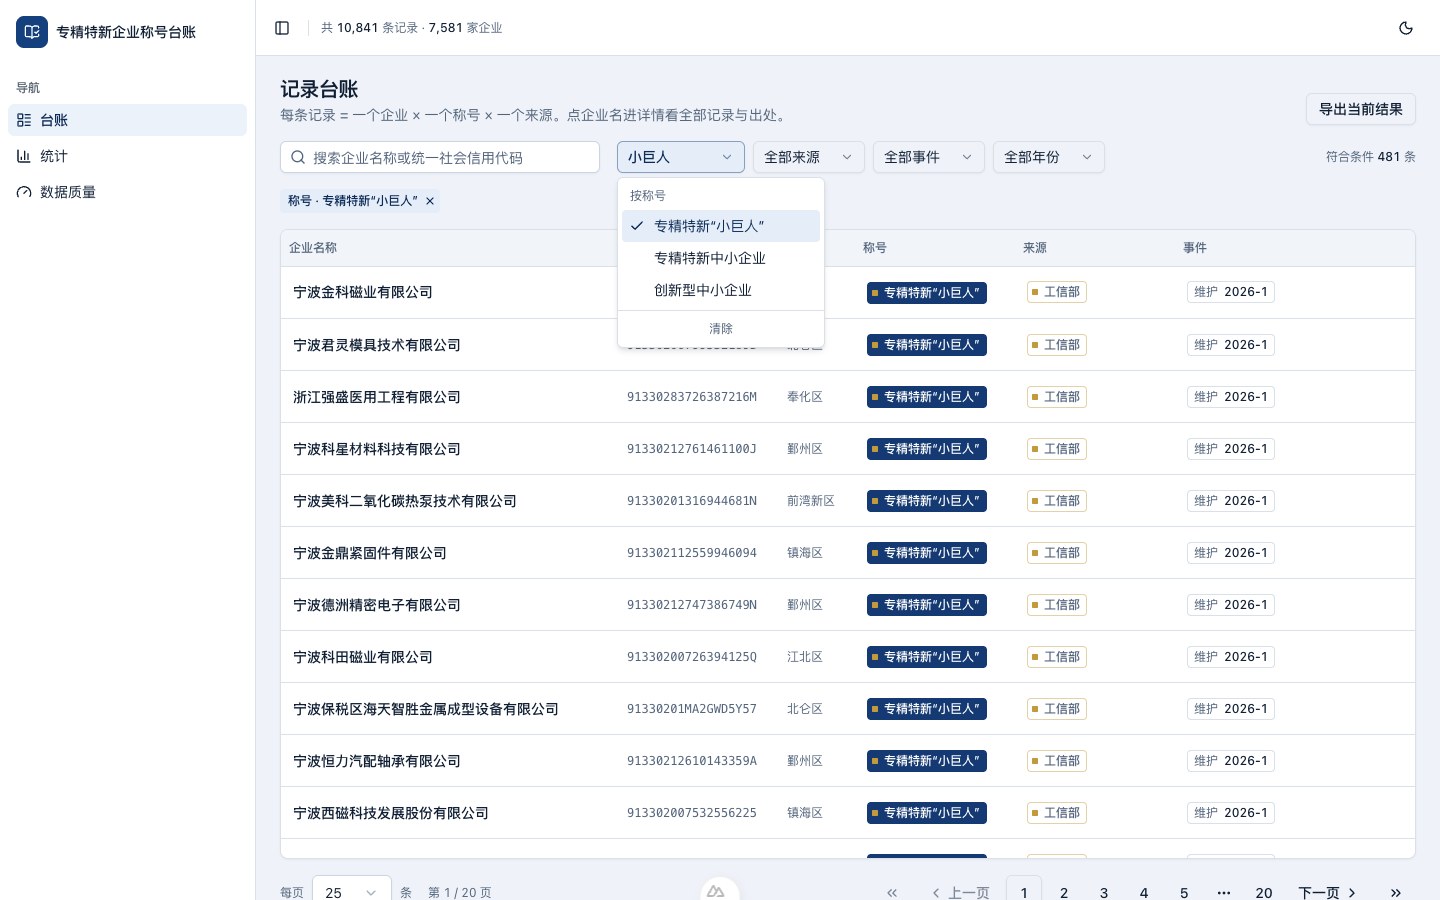 专精特新企业称号台账
导航
台账
统计
数据质量
共 10,841 条记录 · 7,581 家企业
记录台账
每条记录 = 一个企业 × 一个称号 × 一个来源。点企业名进详情看全部记录与出处。
导出当前结果
搜索企业名称或统一社会信用代码
小巨人
全部来源
全部事件
全部年份
符合条件 481 条
称号 · 专精特新“小巨人” ×
按称号
专精特新“小巨人”
专精特新中小企业
创新型中小企业
清除
企业名称 称号 来源 事件
宁波金科磁业有限公司 专精特新“小巨人” 工信部 维护 2026-1
宁波君灵模具技术有限公司 专精特新“小巨人” 工信部 维护 2026-1
浙江强盛医用工程有限公司 91330283726387216M 奉化区 专精特新“小巨人” 工信部 维护 2026-1
宁波科星材料科技有限公司 91330212761461100J 鄞州区 专精特新“小巨人” 工信部 维护 2026-1
宁波美科二氧化碳热泵技术有限公司 91330201316944681N 前湾新区 专精特新“小巨人” 工信部 维护 2026-1
宁波金鼎紧固件有限公司 913302112559946094 镇海区 专精特新“小巨人” 工信部 维护 2026-1
宁波德洲精密电子有限公司 91330212747386749N 鄞州区 专精特新“小巨人” 工信部 维护 2026-1
宁波科田磁业有限公司 91330200726394125Q 江北区 专精特新“小巨人” 工信部 维护 2026-1
宁波保税区海天智胜金属成型设备有限公司 91330201MA2GWD5Y57 北仑区 专精特新“小巨人” 工信部 维护 2026-1
宁波恒力汽配轴承有限公司 91330212610143359A 鄞州区 专精特新“小巨人” 工信部 维护 2026-1
宁波西磁科技发展股份有限公司 913302007532556225 镇海区 专精特新“小巨人” 工信部 维护 2026-1
每页 25 条 第 1 / 20 页
« ‹ 上一页 1 2 3 4 5 ••• 20 下一页 › »